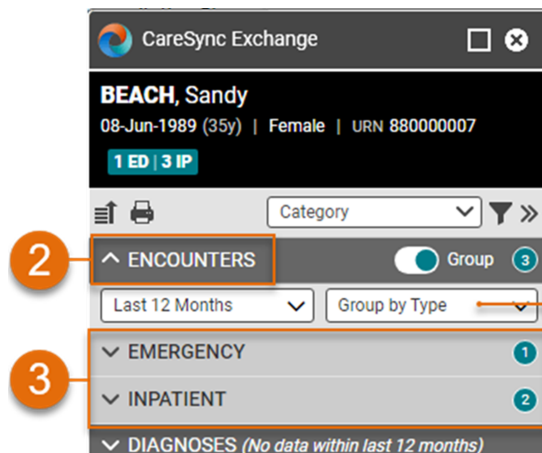 CareSync Exchange
BEACH, Sandy
08-Jun-1989 (35y) | Female | URN 880000007
1 ED | 3 IP
Category
2
ENCOUNTERS
Group
3
Last 12 Months
Group by Type
3
EMERGENCY
1
INPATIENT
2
DIAGNOSES (No data within last 12 months)